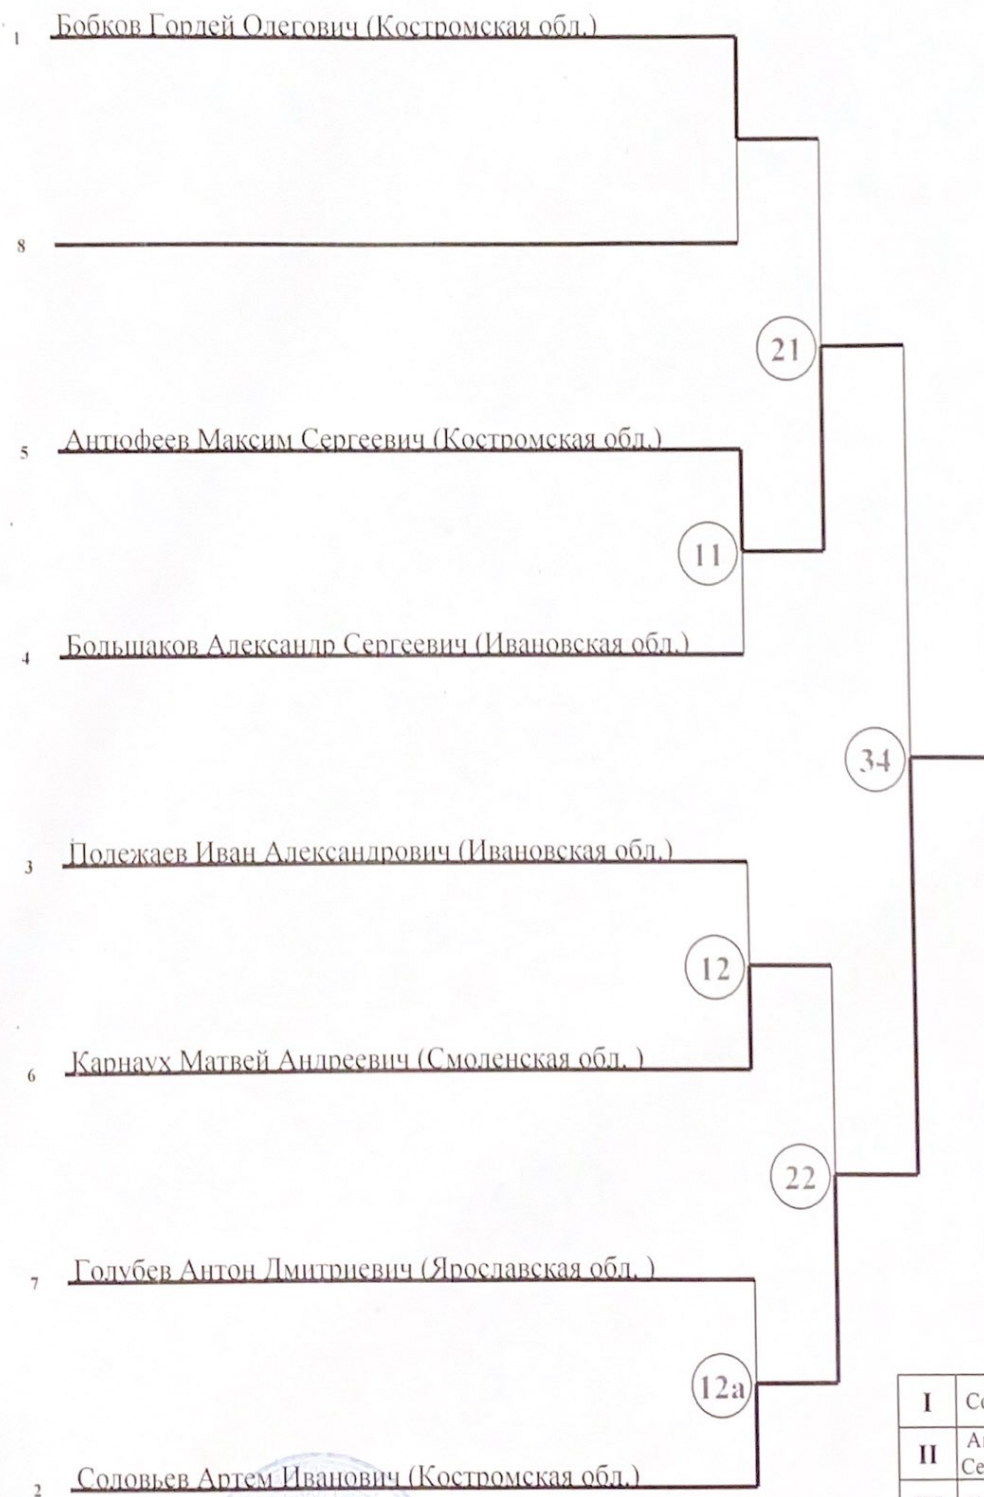 1 Бобков Гордей Олегович (Костромская обл.)
8
21
5 Антюфеев Максим Сергеевич (Костромская обл.)
11
4 Большаков Александр Сергеевич (Ивановская обл.)
34
3 Полежаев Иван Александрович (Ивановская обл.)
12
6 Карнаух Матвей Андреевич (Смоленская обл. )
22
7 Голубев Антон Дмитриевич (Ярославская обл. )
12а
I
II
2 Соловьев Артем Иванович (Костромская обл.)